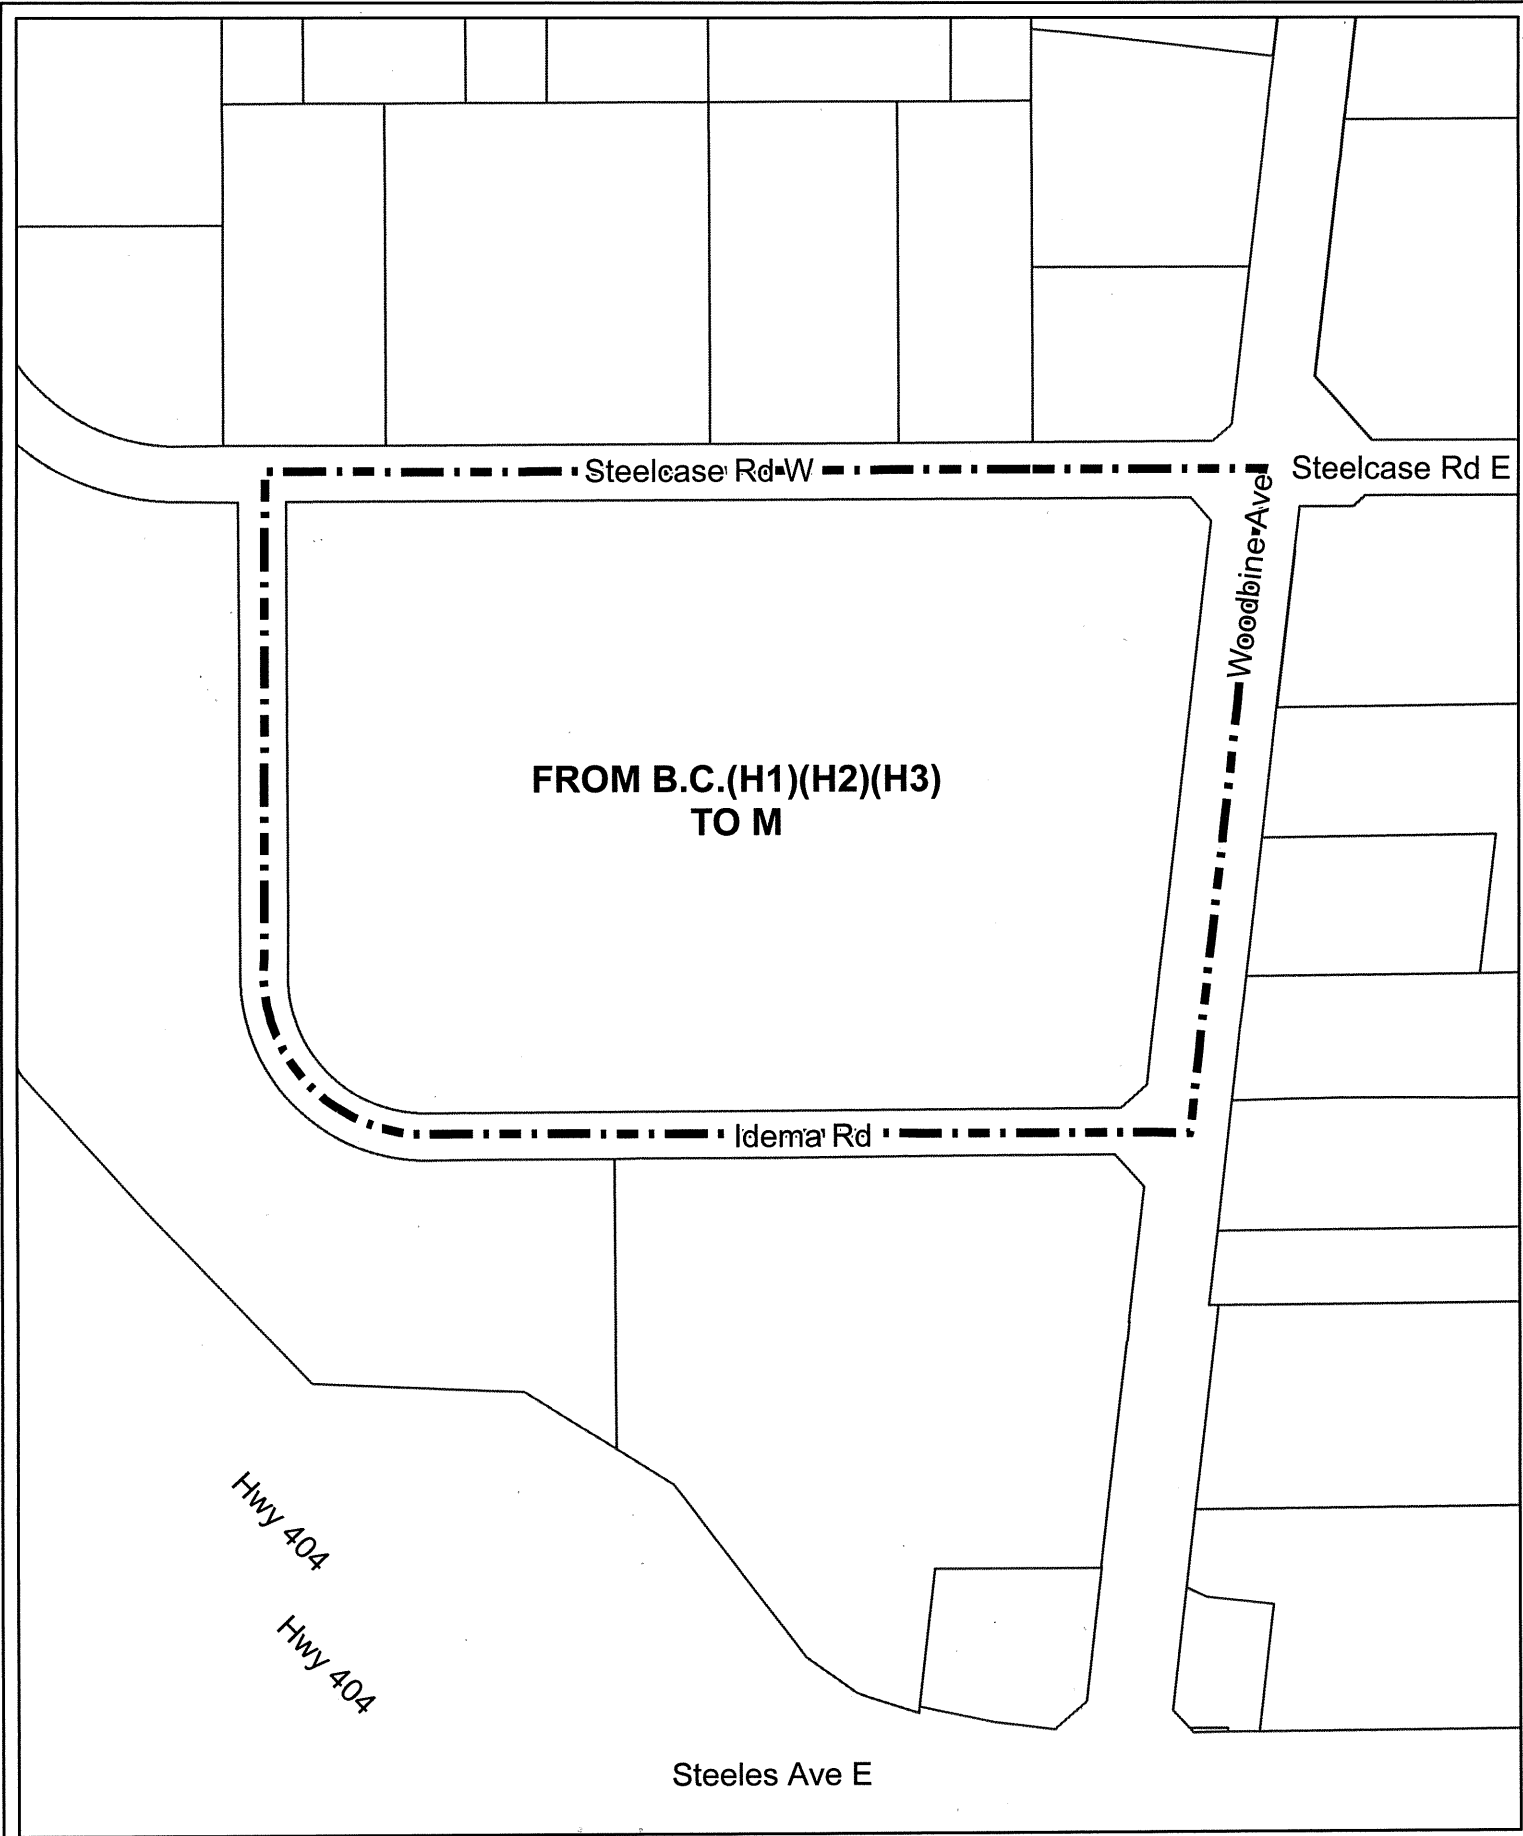 Steelcase Rd W
Steelcase Rd E
Woodbine Ave
FROM B.C.(H1)(H2)(H3)
TO M
Idema Rd
Hwy 404
Hwy 404
Steeles Ave E